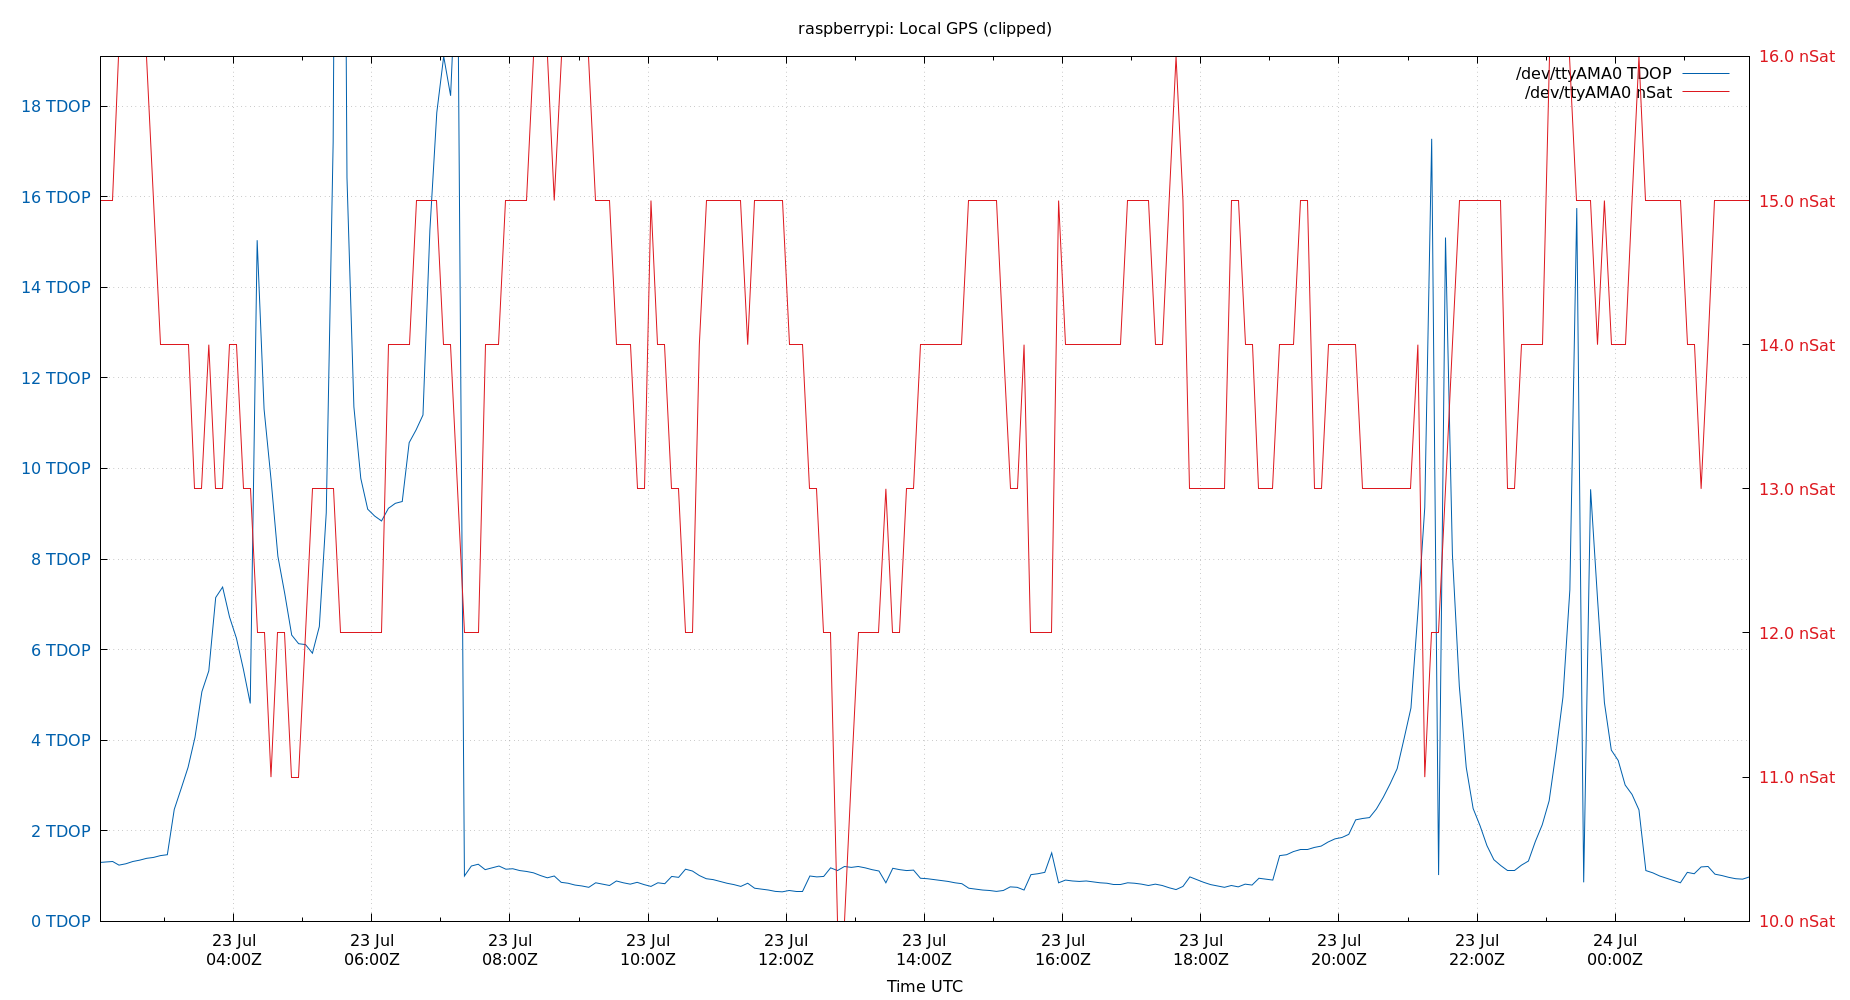 raspberrypi: Local GPS (clipped)
/dev/ttyAMA0 TDOP
/dev/ttyAMA0 nSat
18 TDOP
16 TDOP
14 TDOP
12 TDOP
10 TDOP
8 TDOP
6 TDOP
4 TDOP
2 TDOP
0 TDOP
16.0 nSat
15.0 nSat
14.0 nSat
13.0 nSat
12.0 nSat
11.0 nSat
10.0 nSat
23 Jul
04:00Z
23 Jul
06:00Z
23 Jul
08:00Z
23 Jul
10:00Z
23 Jul
12:00Z
23 Jul
14:00Z
23 Jul
16:00Z
23 Jul
18:00Z
23 Jul
20:00Z
23 Jul
22:00Z
24 Jul
00:00Z
Time UTC